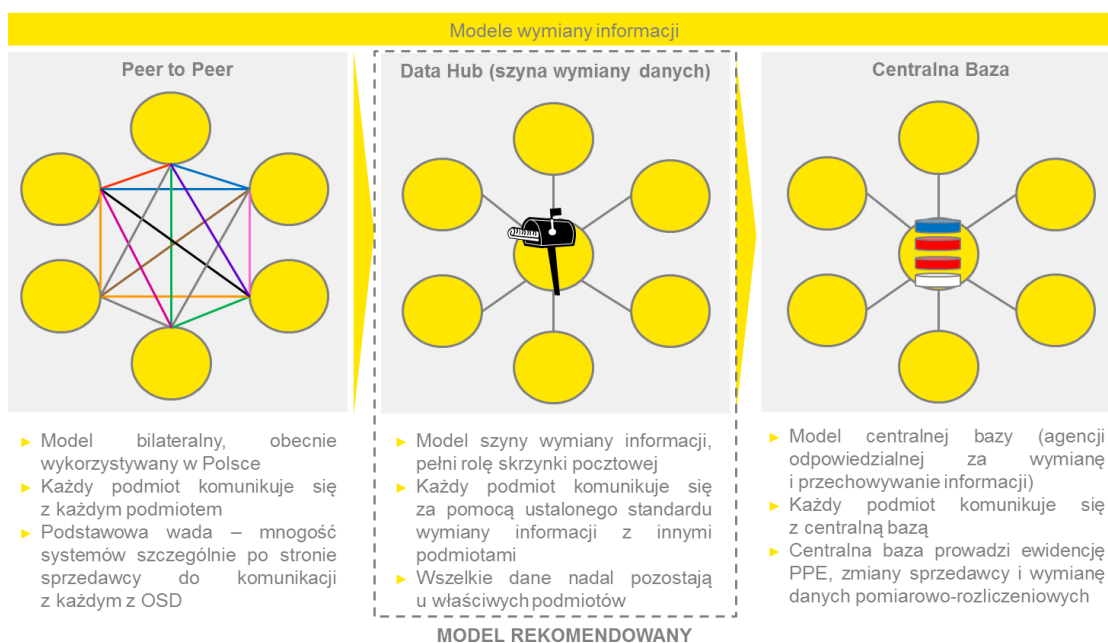 Modele wymiany informacji
Peer to Peer
Data Hub (szyna wymiany danych)
Centralna Baza
Model bilateralny, obecnie
wykorzystywany w Polsce
Każdy podmiot komunikuje się
z każdym podmiotem
Podstawowa wada – mnogość
systemów szczególnie po stronie
sprzedawcy do komunikacji
z każdym z OSD
Model szyny wymiany informacji,
pełni rolę skrzynki pocztowej
Każdy podmiot komunikuje się
za pomocą ustalonego standardu
wymiany informacji z innymi
podmiotami
Wszelkie dane nadal pozostają
u właściwych podmiotów
Model centralnej bazy (agencji
odpowiedzialnej za wymianę
i przechowywanie informacji)
Każdy podmiot komunikuje się
z centralną bazą
Centralna baza prowadzi ewidencję
PPE, zmiany sprzedawcy i wymianę
danych pomiarowo-rozliczeniowych
MODEL REKOMENDOWANY